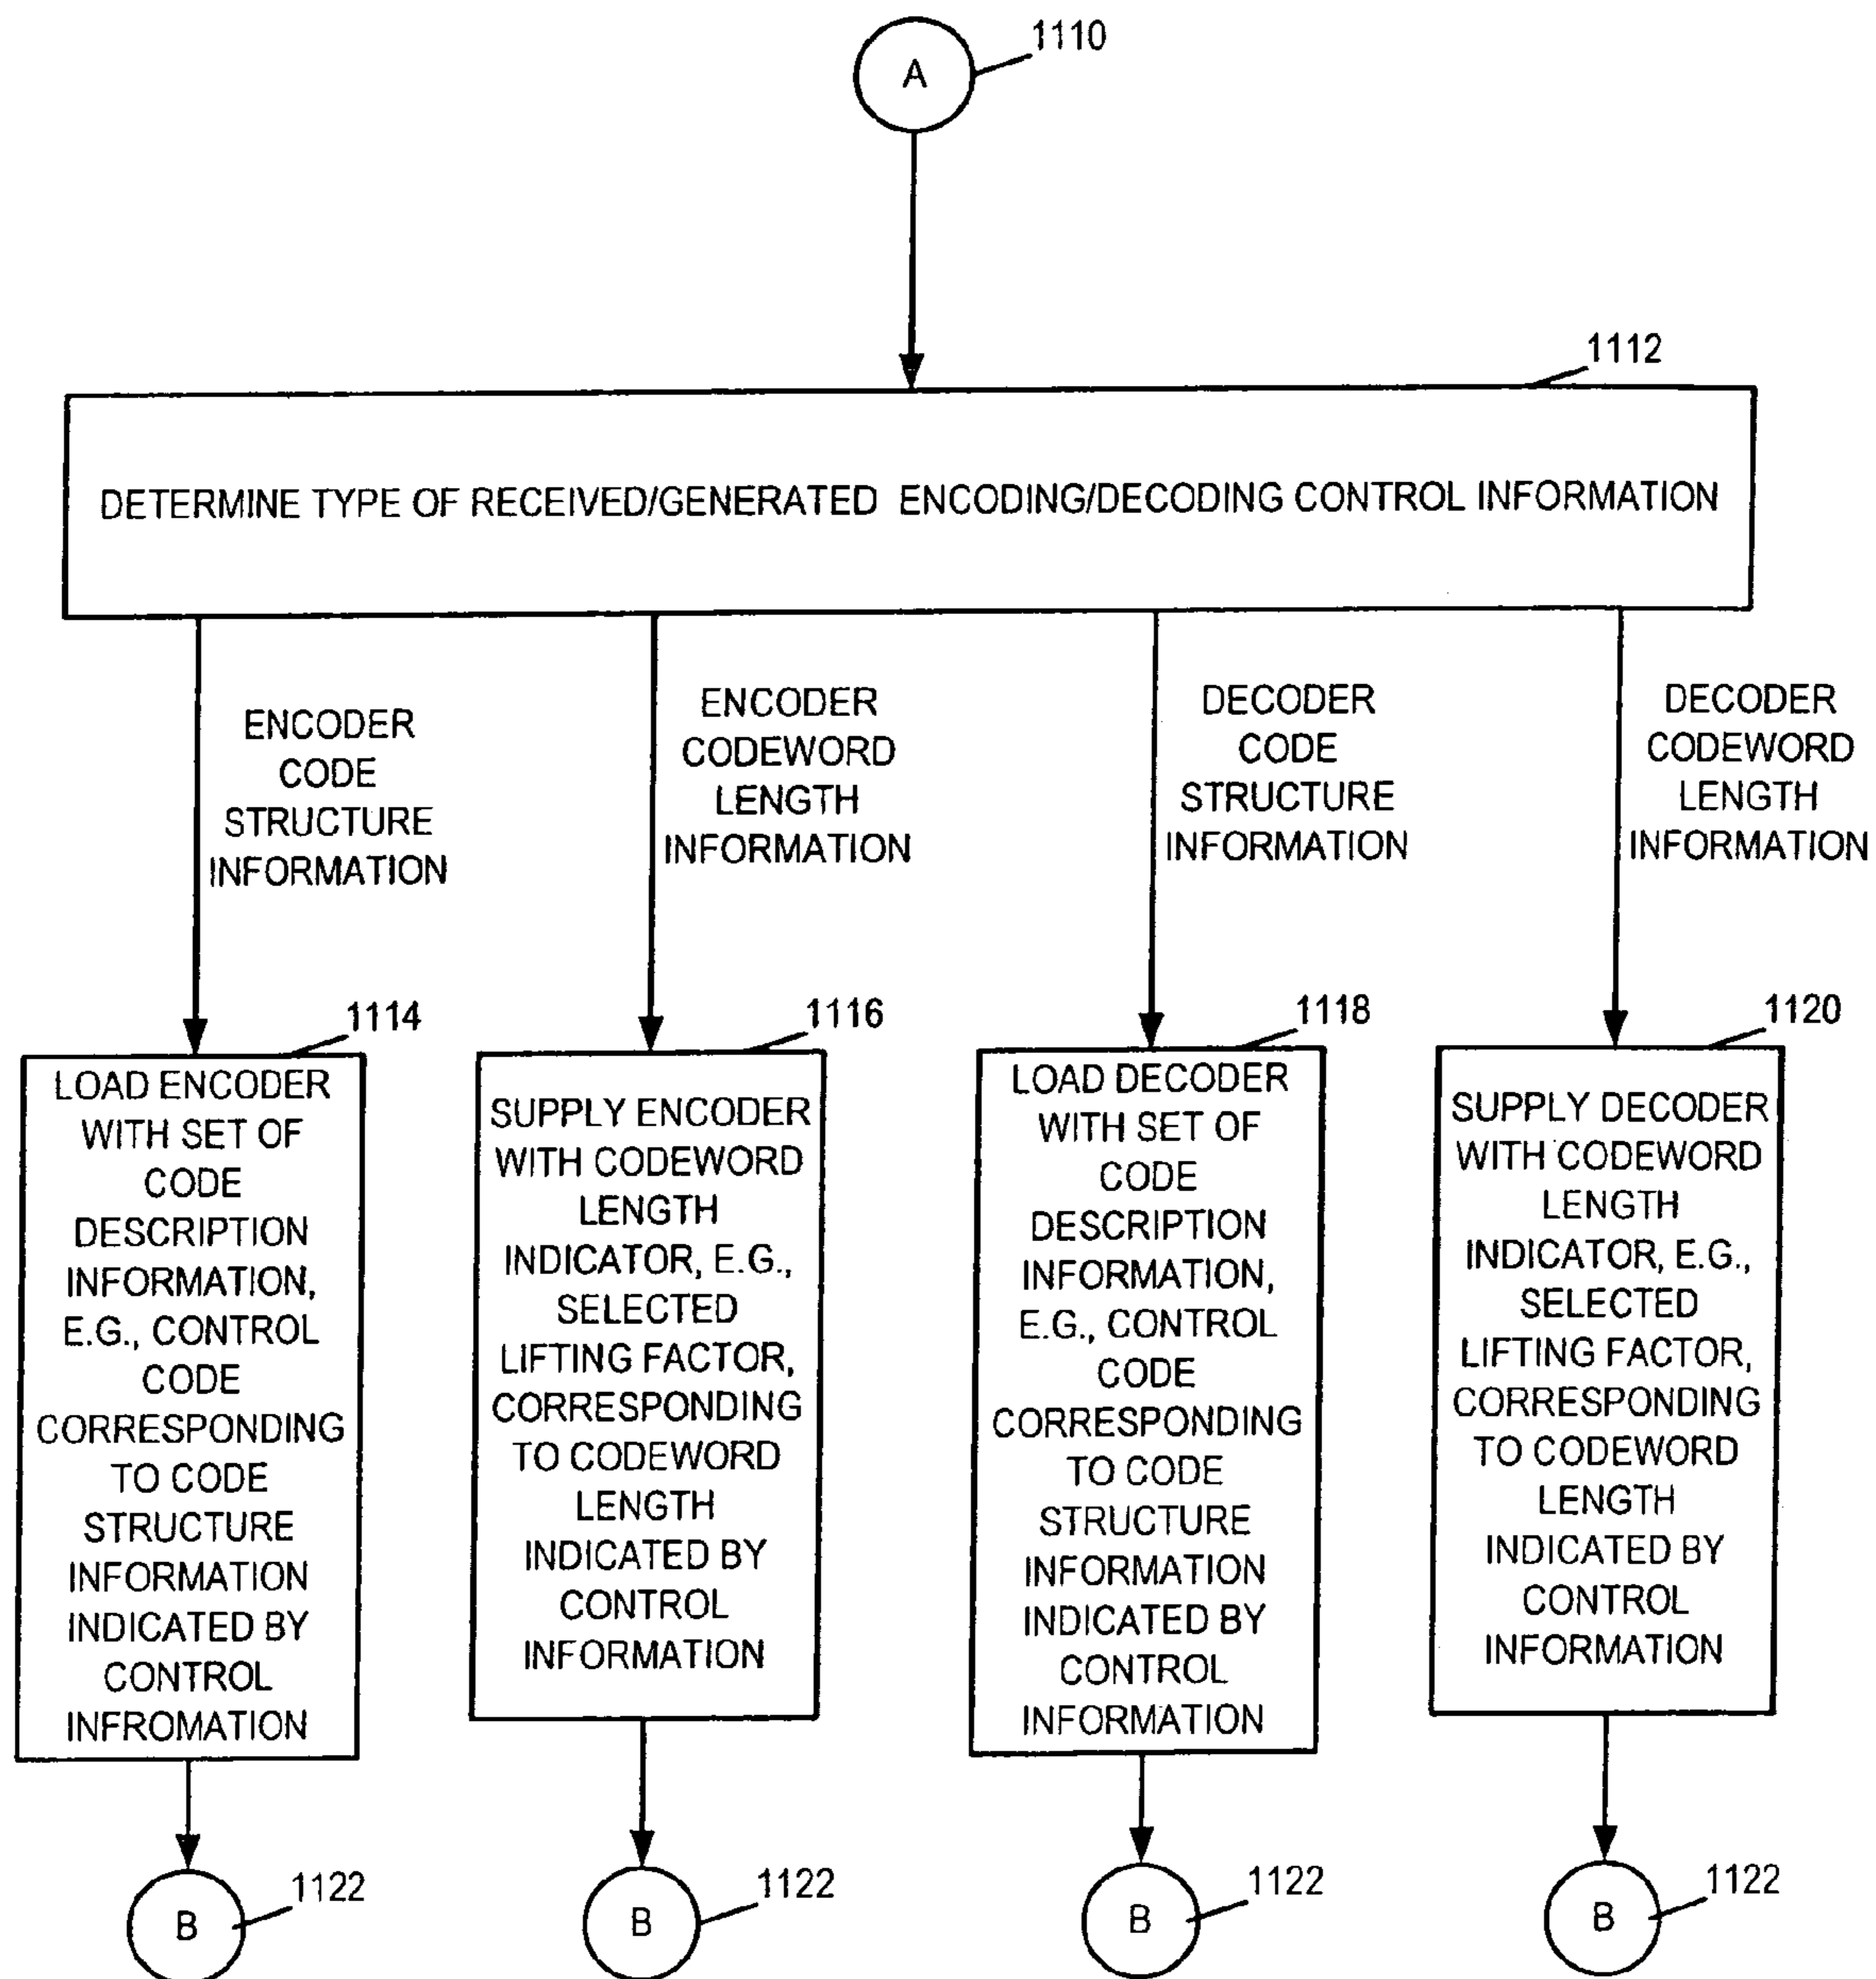 A
1110
1112
DETERMINE TYPE OF RECEIVED/GENERATED ENCODING/DECODING CONTROL INFORMATION
ENCODER
CODE
STRUCTURE
INFORMATION
ENCODER
CODEWORD
LENGTH
INFORMATION
DECODER
CODE
STRUCTURE
INFORMATION
DECODER
CODEWORD
LENGTH
INFORMATION
1114
LOAD ENCODER
WITH SET OF
CODE
DESCRIPTION
INFORMATION,
E.G., CONTROL
CODE
CORRESPONDING
TO CODE
STRUCTURE
INFORMATION
INDICATED BY
CONTROL
INFROMATION
1116
SUPPLY ENCODER
WITH CODEWORD
LENGTH
INDICATOR, E.G.,
SELECTED
LIFTING FACTOR,
CORRESPONDING
TO CODEWORD
LENGTH
INDICATED BY
CONTROL
INFORMATION
1118
LOAD DECODER
WITH SET OF
CODE
DESCRIPTION
INFORMATION,
E.G., CONTROL
CODE
CORRESPONDING
TO CODE
STRUCTURE
INFORMATION
INDICATED BY
CONTROL
INFORMATION
1120
SUPPLY DECODER
WITH CODEWORD
LENGTH
INDICATOR, E.G.,
SELECTED
LIFTING FACTOR,
CORRESPONDING
TO CODEWORD
LENGTH
INDICATED BY
CONTROL
INFORMATION
B
1122
B
1122
B
1122
B
1122